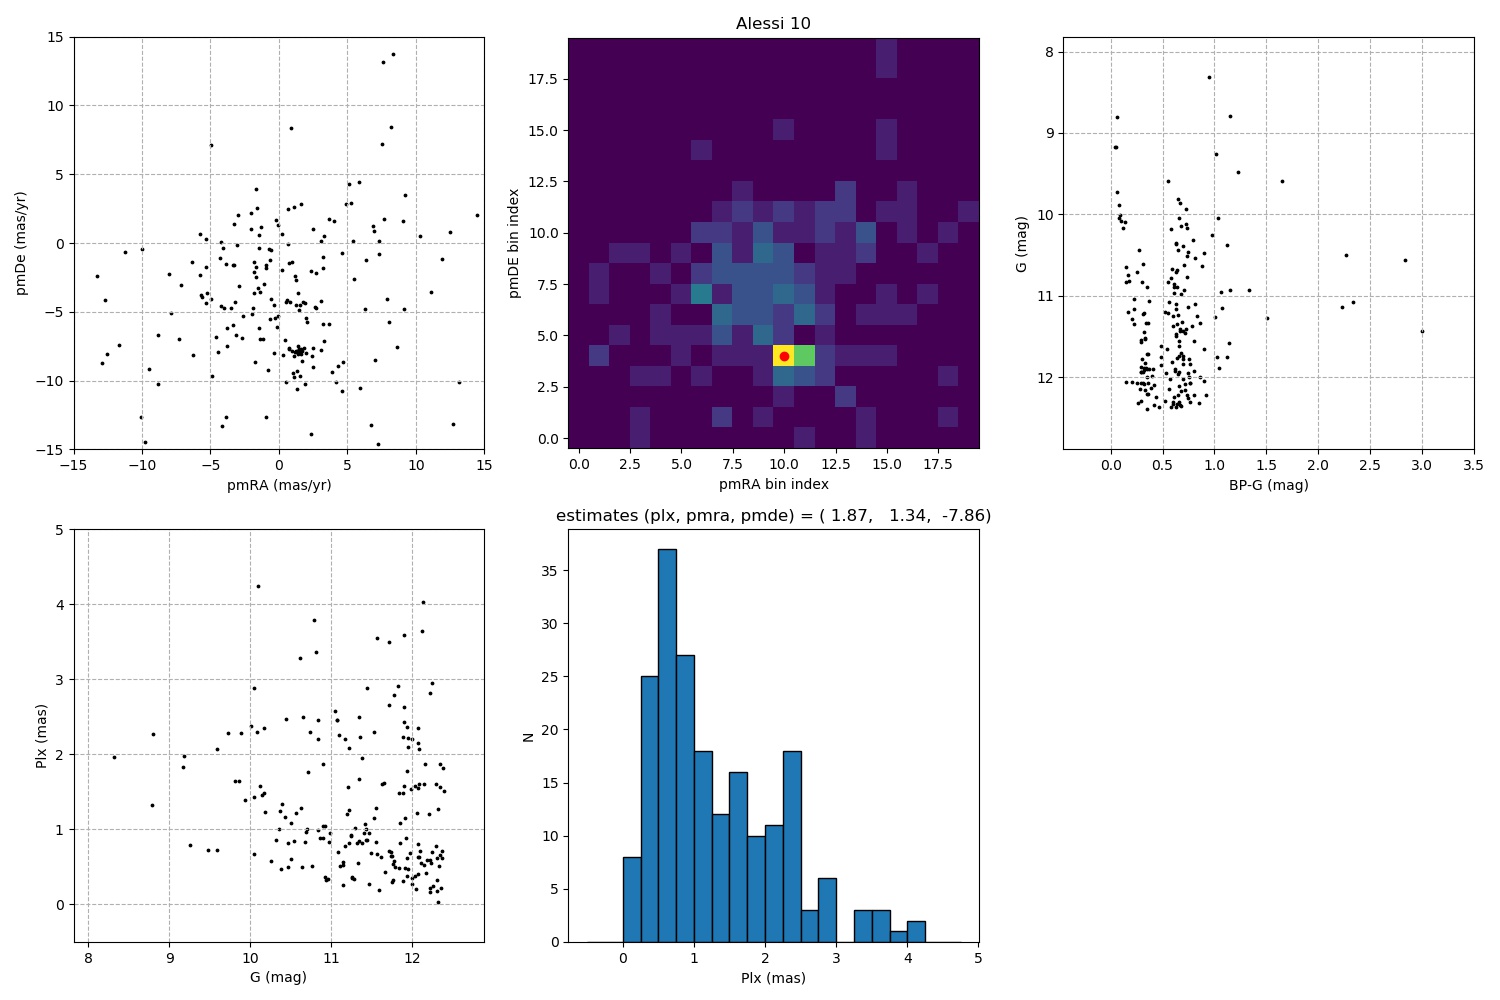 Alessi 10
15
10
5
0
−5
−10
−15
pmDe (mas/yr)
−15 −10 −5 0 5 10 15
pmRA (mas/yr)
17.5
15.0
12.5
10.0
7.5
5.0
2.5
0.0
pmDE bin index
0.0 2.5 5.0 7.5 10.0 12.5 15.0 17.5
pmRA bin index
8
9
10
11
12
G (mag)
0.0 0.5 1.0 1.5 2.0 2.5 3.0 3.5
BP-G (mag)
5
4
3
2
1
0
Plx (mas)
8 9 10 11 12
G (mag)
estimates (plx, pmra, pmde) = ( 1.87, 1.34, -7.86)
35
30
25
20
15
10
5
0
N
0 1 2 3 4 5
Plx (mas)